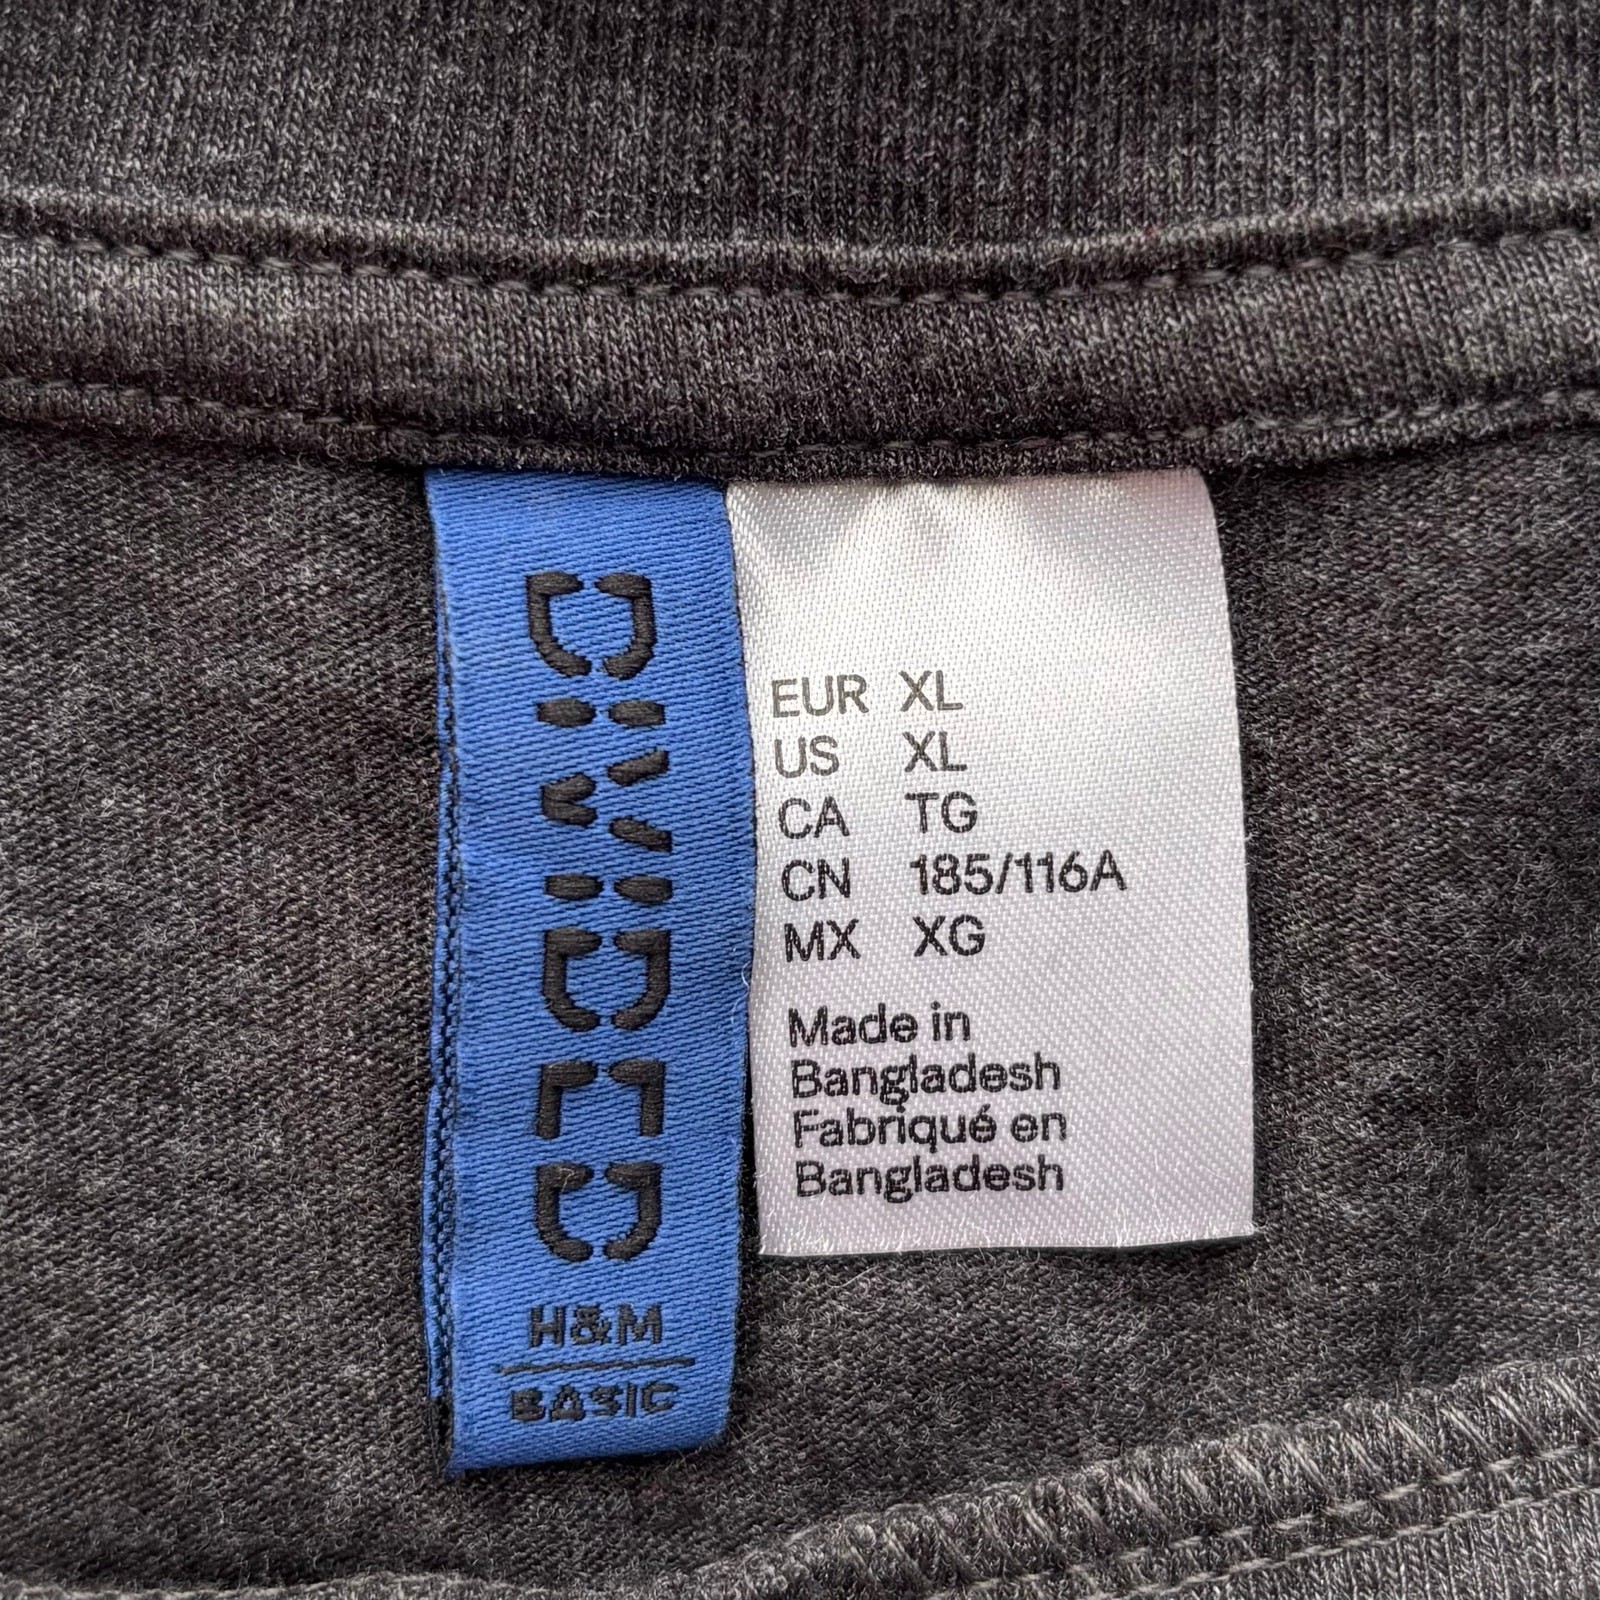 DIVIDED
H&M
BASIC
EUR XL
US XL
CA TG
CN 185/116A
MX XG
Made in
Bangladesh
Fabriqué en
Bangladesh